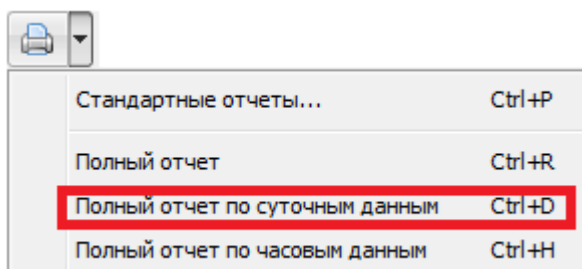 Стандартные отчеты... Ctrl+P
Полный отчет Ctrl+R
Полный отчет по суточным данным Ctrl+D
Полный отчет по часовым данным Ctrl+H